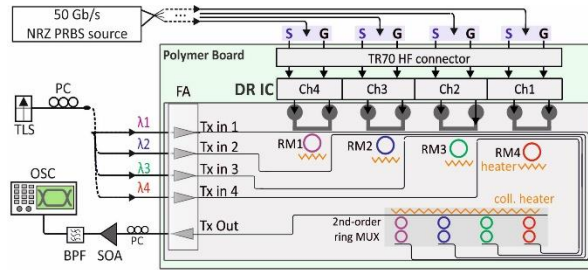 50 Gb/s
NRZ PRBS source
S G S G S G S G
Polymer Board
TR70 HF connector
DR IC
Ch4 Ch3 Ch2 Ch1
PC
FA
TLS
λ1 Tx in 1
λ2 Tx in 2
λ3 Tx in 3
λ4 Tx in 4
RM1 RM2 RM3 RM4
heater
OSC
coll. heater
Tx Out
2nd-order
ring MUX
PC
BPF SOA